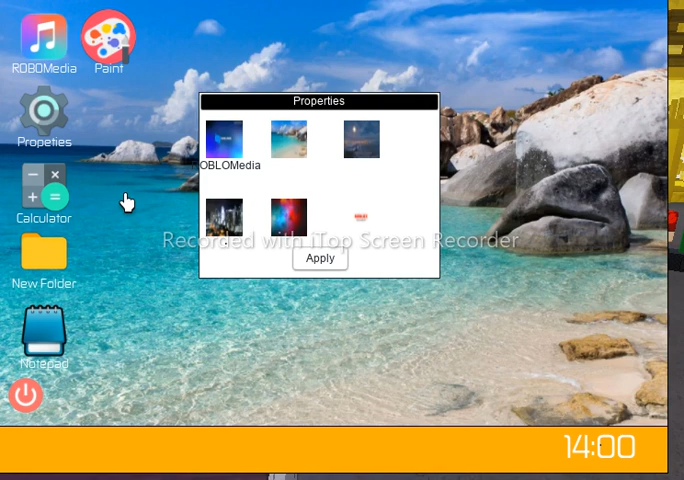 ROBOMedia
Paint
Propeties
Calculator
New Folder
Notepad
Properties
OBLOMedia
Apply
Recorded with iTop Screen Recorder
14:00